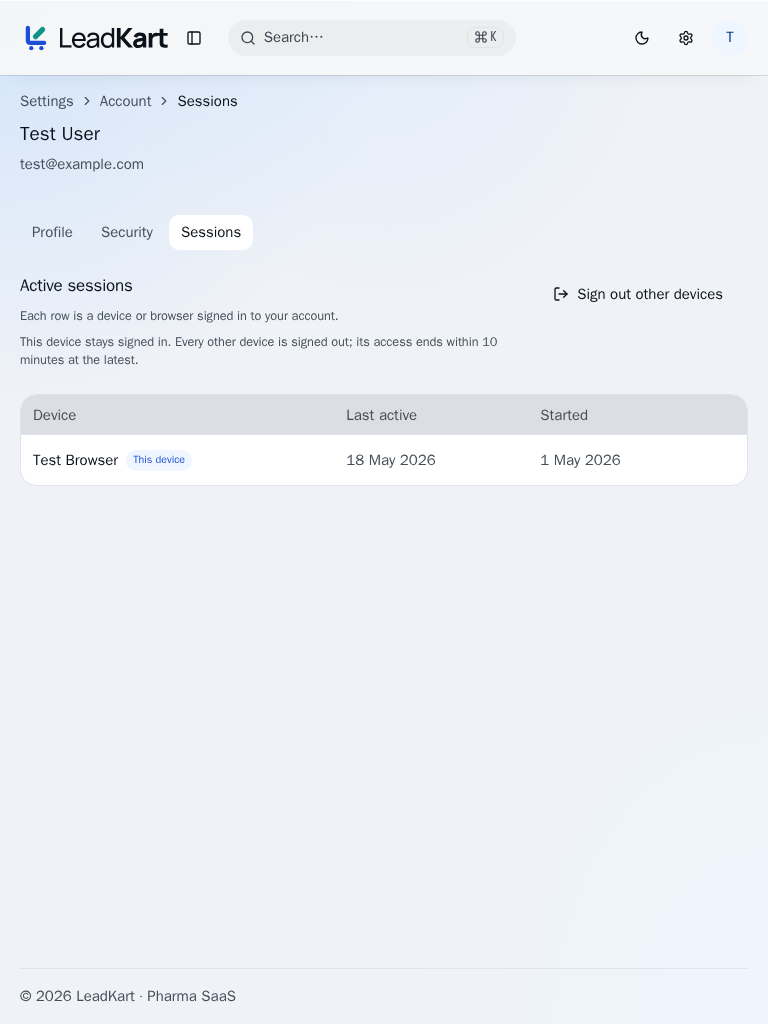 LeadKart
Search…
⌘K
T
Settings > Account > Sessions
Test User
test@example.com
Profile Security Sessions
Active sessions
Sign out other devices
Each row is a device or browser signed in to your account.
This device stays signed in. Every other device is signed out; its access ends within 10
minutes at the latest.
Device Last active Started
Test Browser This device 18 May 2026 1 May 2026
© 2026 LeadKart · Pharma SaaS